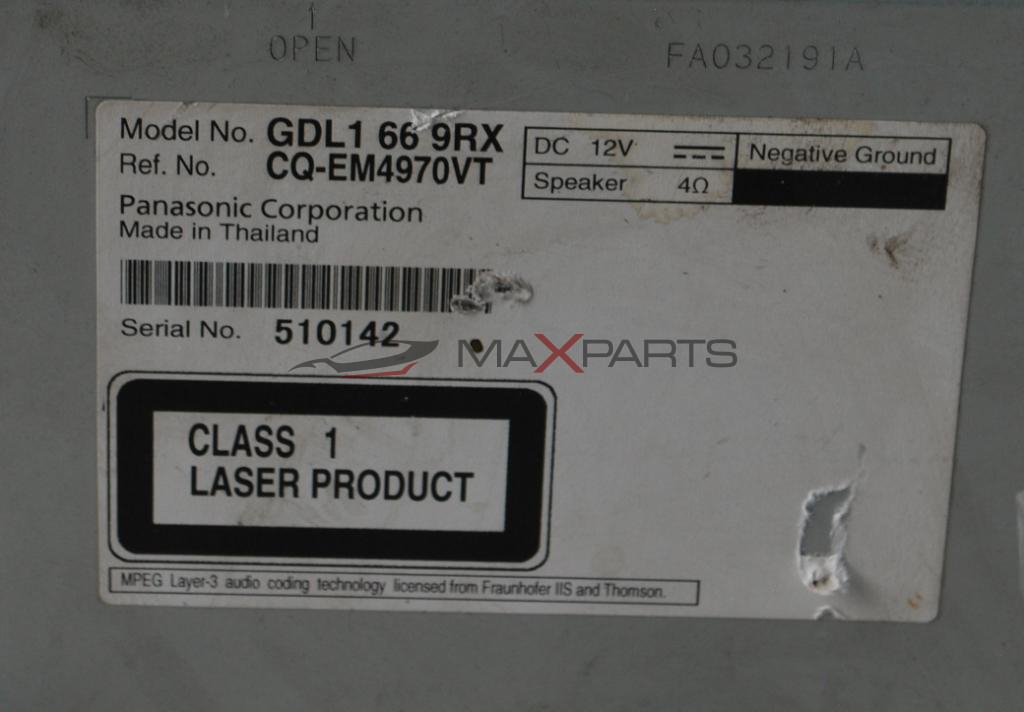 OPEN
FA032191A
Model No. GDL1 66 9RX
Ref. No. CQ-EM4970VT
Panasonic Corporation
Made in Thailand
DC 12V
Negative Ground
Speaker 4Ω
Serial No. 510142
MAXPARTS
CLASS 1
LASER PRODUCT
MPEG Layer-3 audio coding technology licensed from Fraunhofer IIS and Thomson.